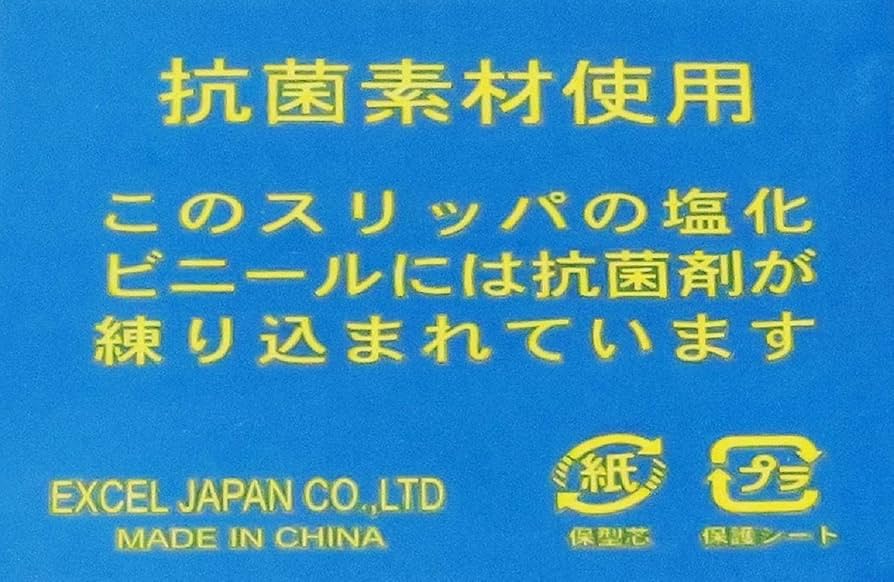 抗菌素材使用
このスリッパの塩化
ビニールには抗菌剤が
練り込まれています
紙 プラ
EXCEL JAPAN CO.,LTD
MADE IN CHINA 保型芯 保護シート